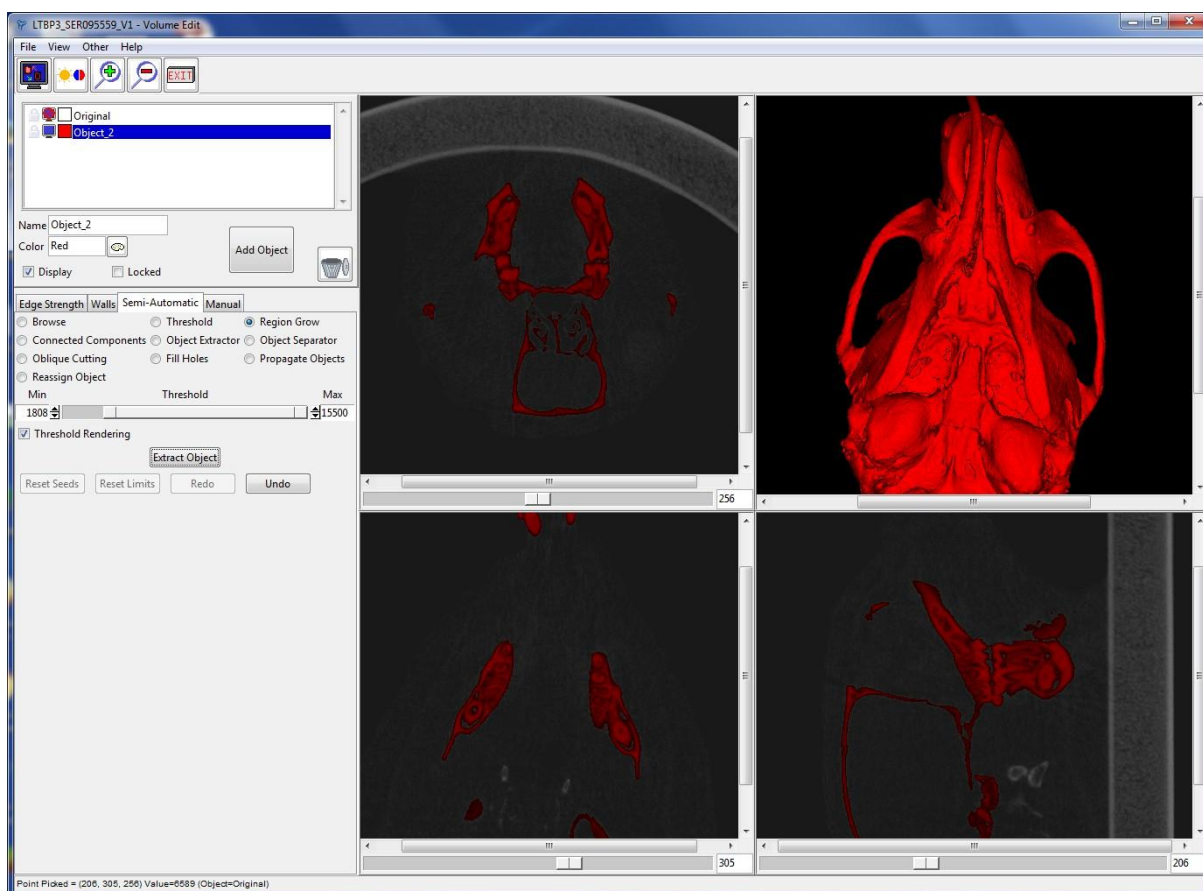 LTBP3_SER095559_V1 - Volume Edit
File View Other Help
EXIT
Original
Object_2
Name Object_2
Color Red
Add Object
Display Locked
Edge Strength Walls Semi-Automatic Manual
Browse Threshold Region Grow
Connected Components Object Extractor Object Separator
Oblique Cutting Fill Holes Propagate Objects
Reassign Object
Min Threshold Max
1808 15500
Threshold Rendering
Extract Object
Reset Seeds Reset Limits Redo Undo
256
305
206
Point Picked = (206, 305, 256) Value=6589 (Object=Original)